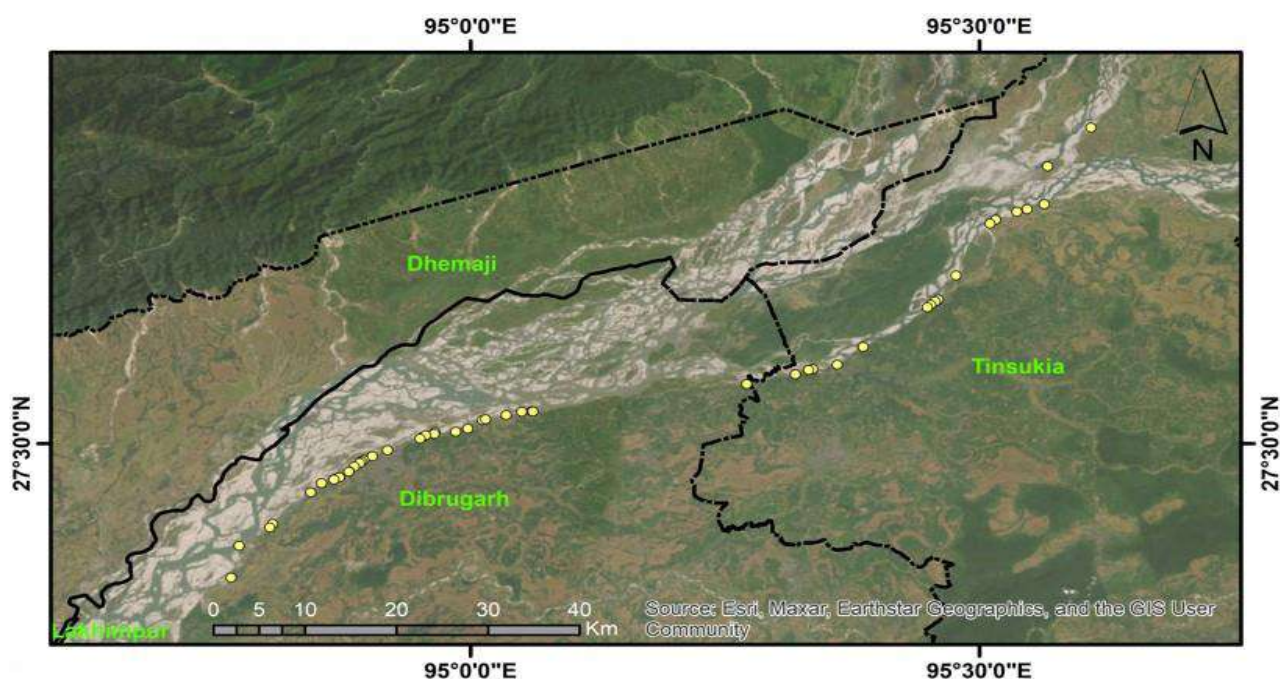 95°0'0"E 95°30'0"E
N
Dhemaji
Tinsukia
27°30'0"N 27°30'0"N
Dibrugarh
0 5 10 20 30 40
Km
Source: Esri, Maxar, Earthstar Geographics, and the GIS User
Community
Lakhimpur
95°0'0"E 95°30'0"E